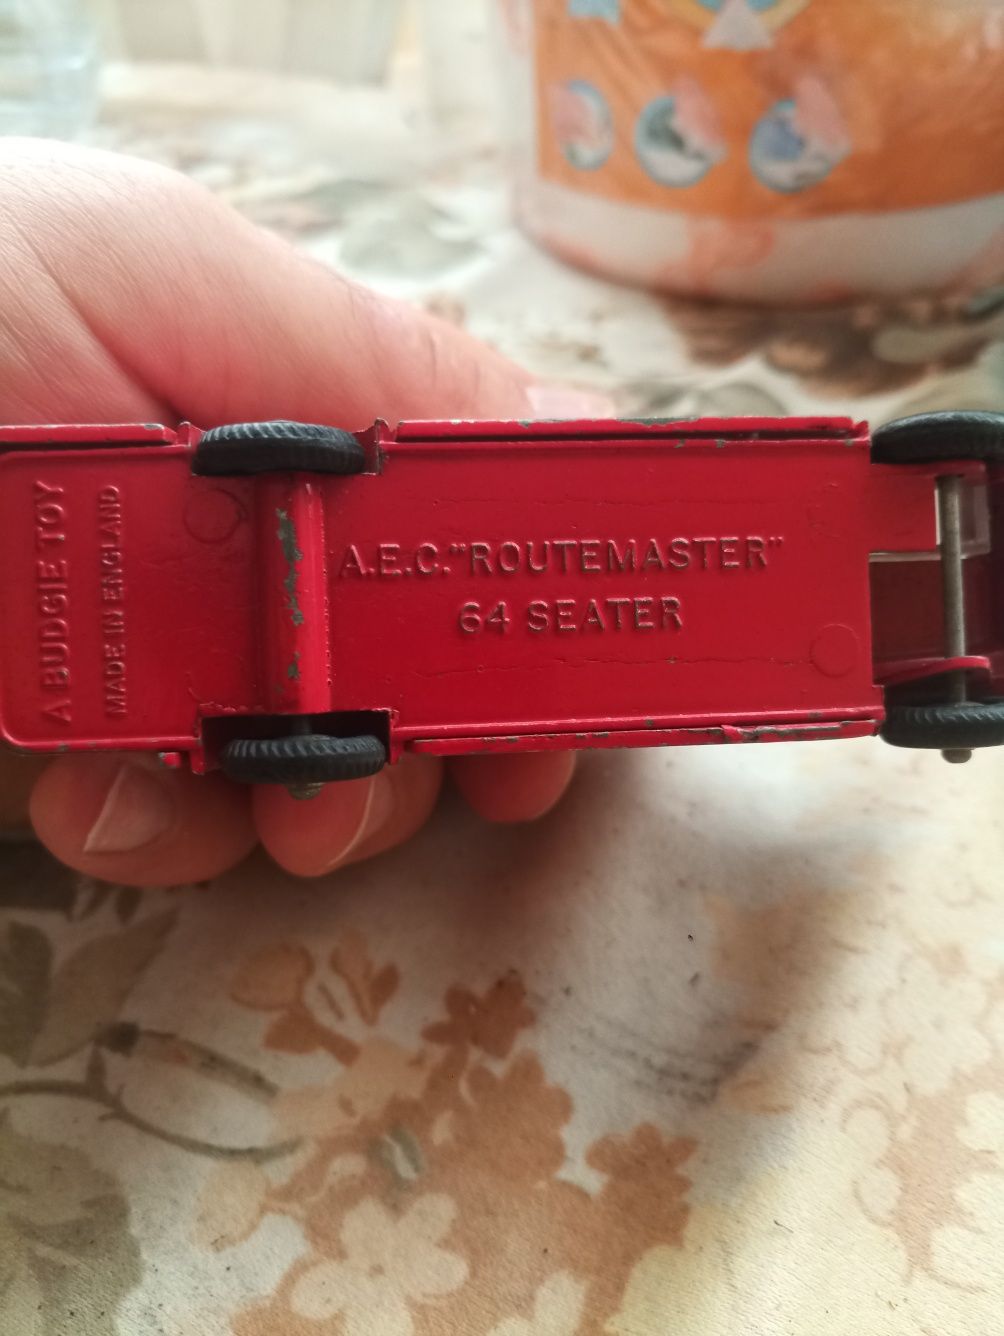 A BUDGIE TOY
MADE IN ENGLAND
A.E.C. "ROUTEMASTER"
64 SEATER